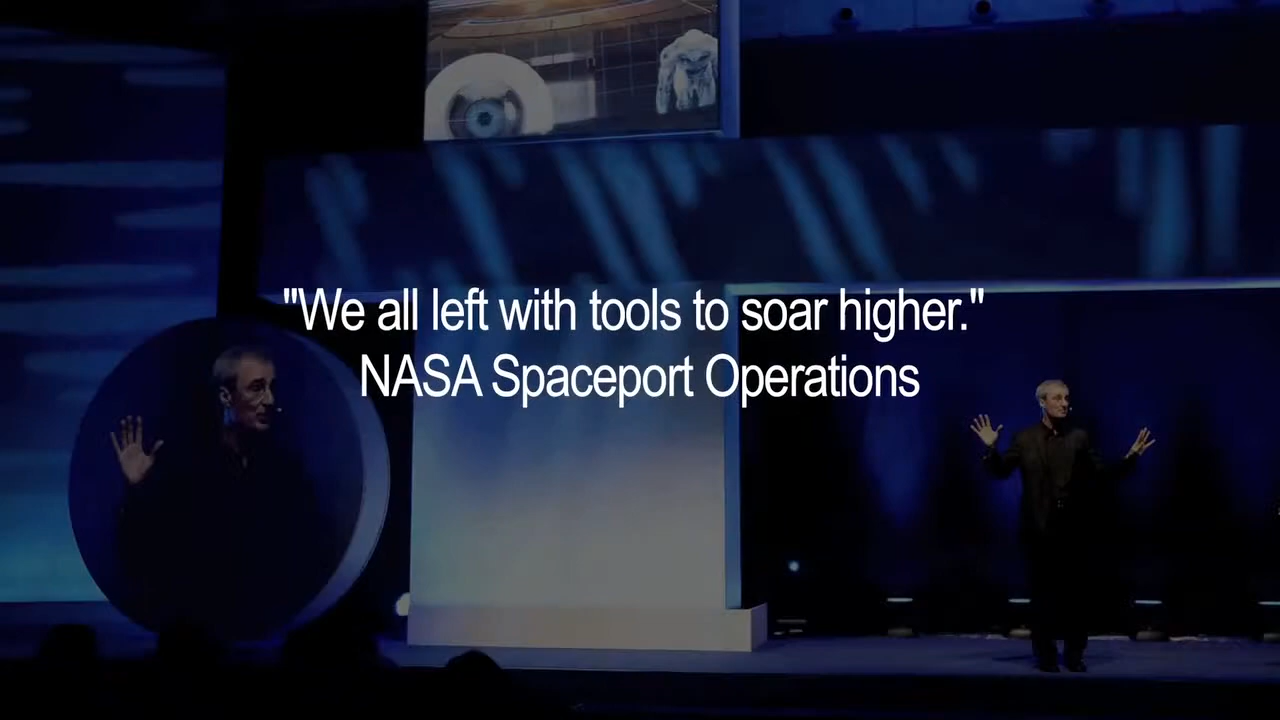 "We all left with tools to soar higher."
NASA Spaceport Operations